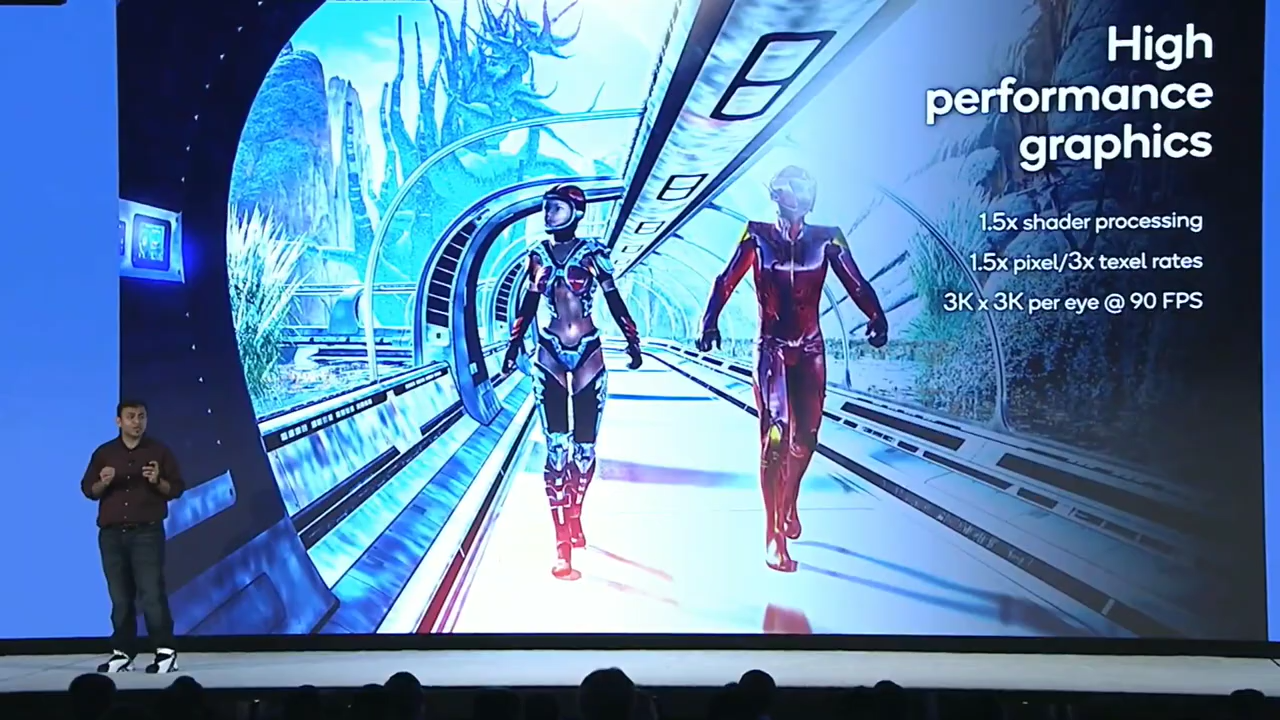 High
performance
graphics
1.5x shader processing
1.5x pixel/3x texel rates
3K x 3K per eye @ 90 FPS